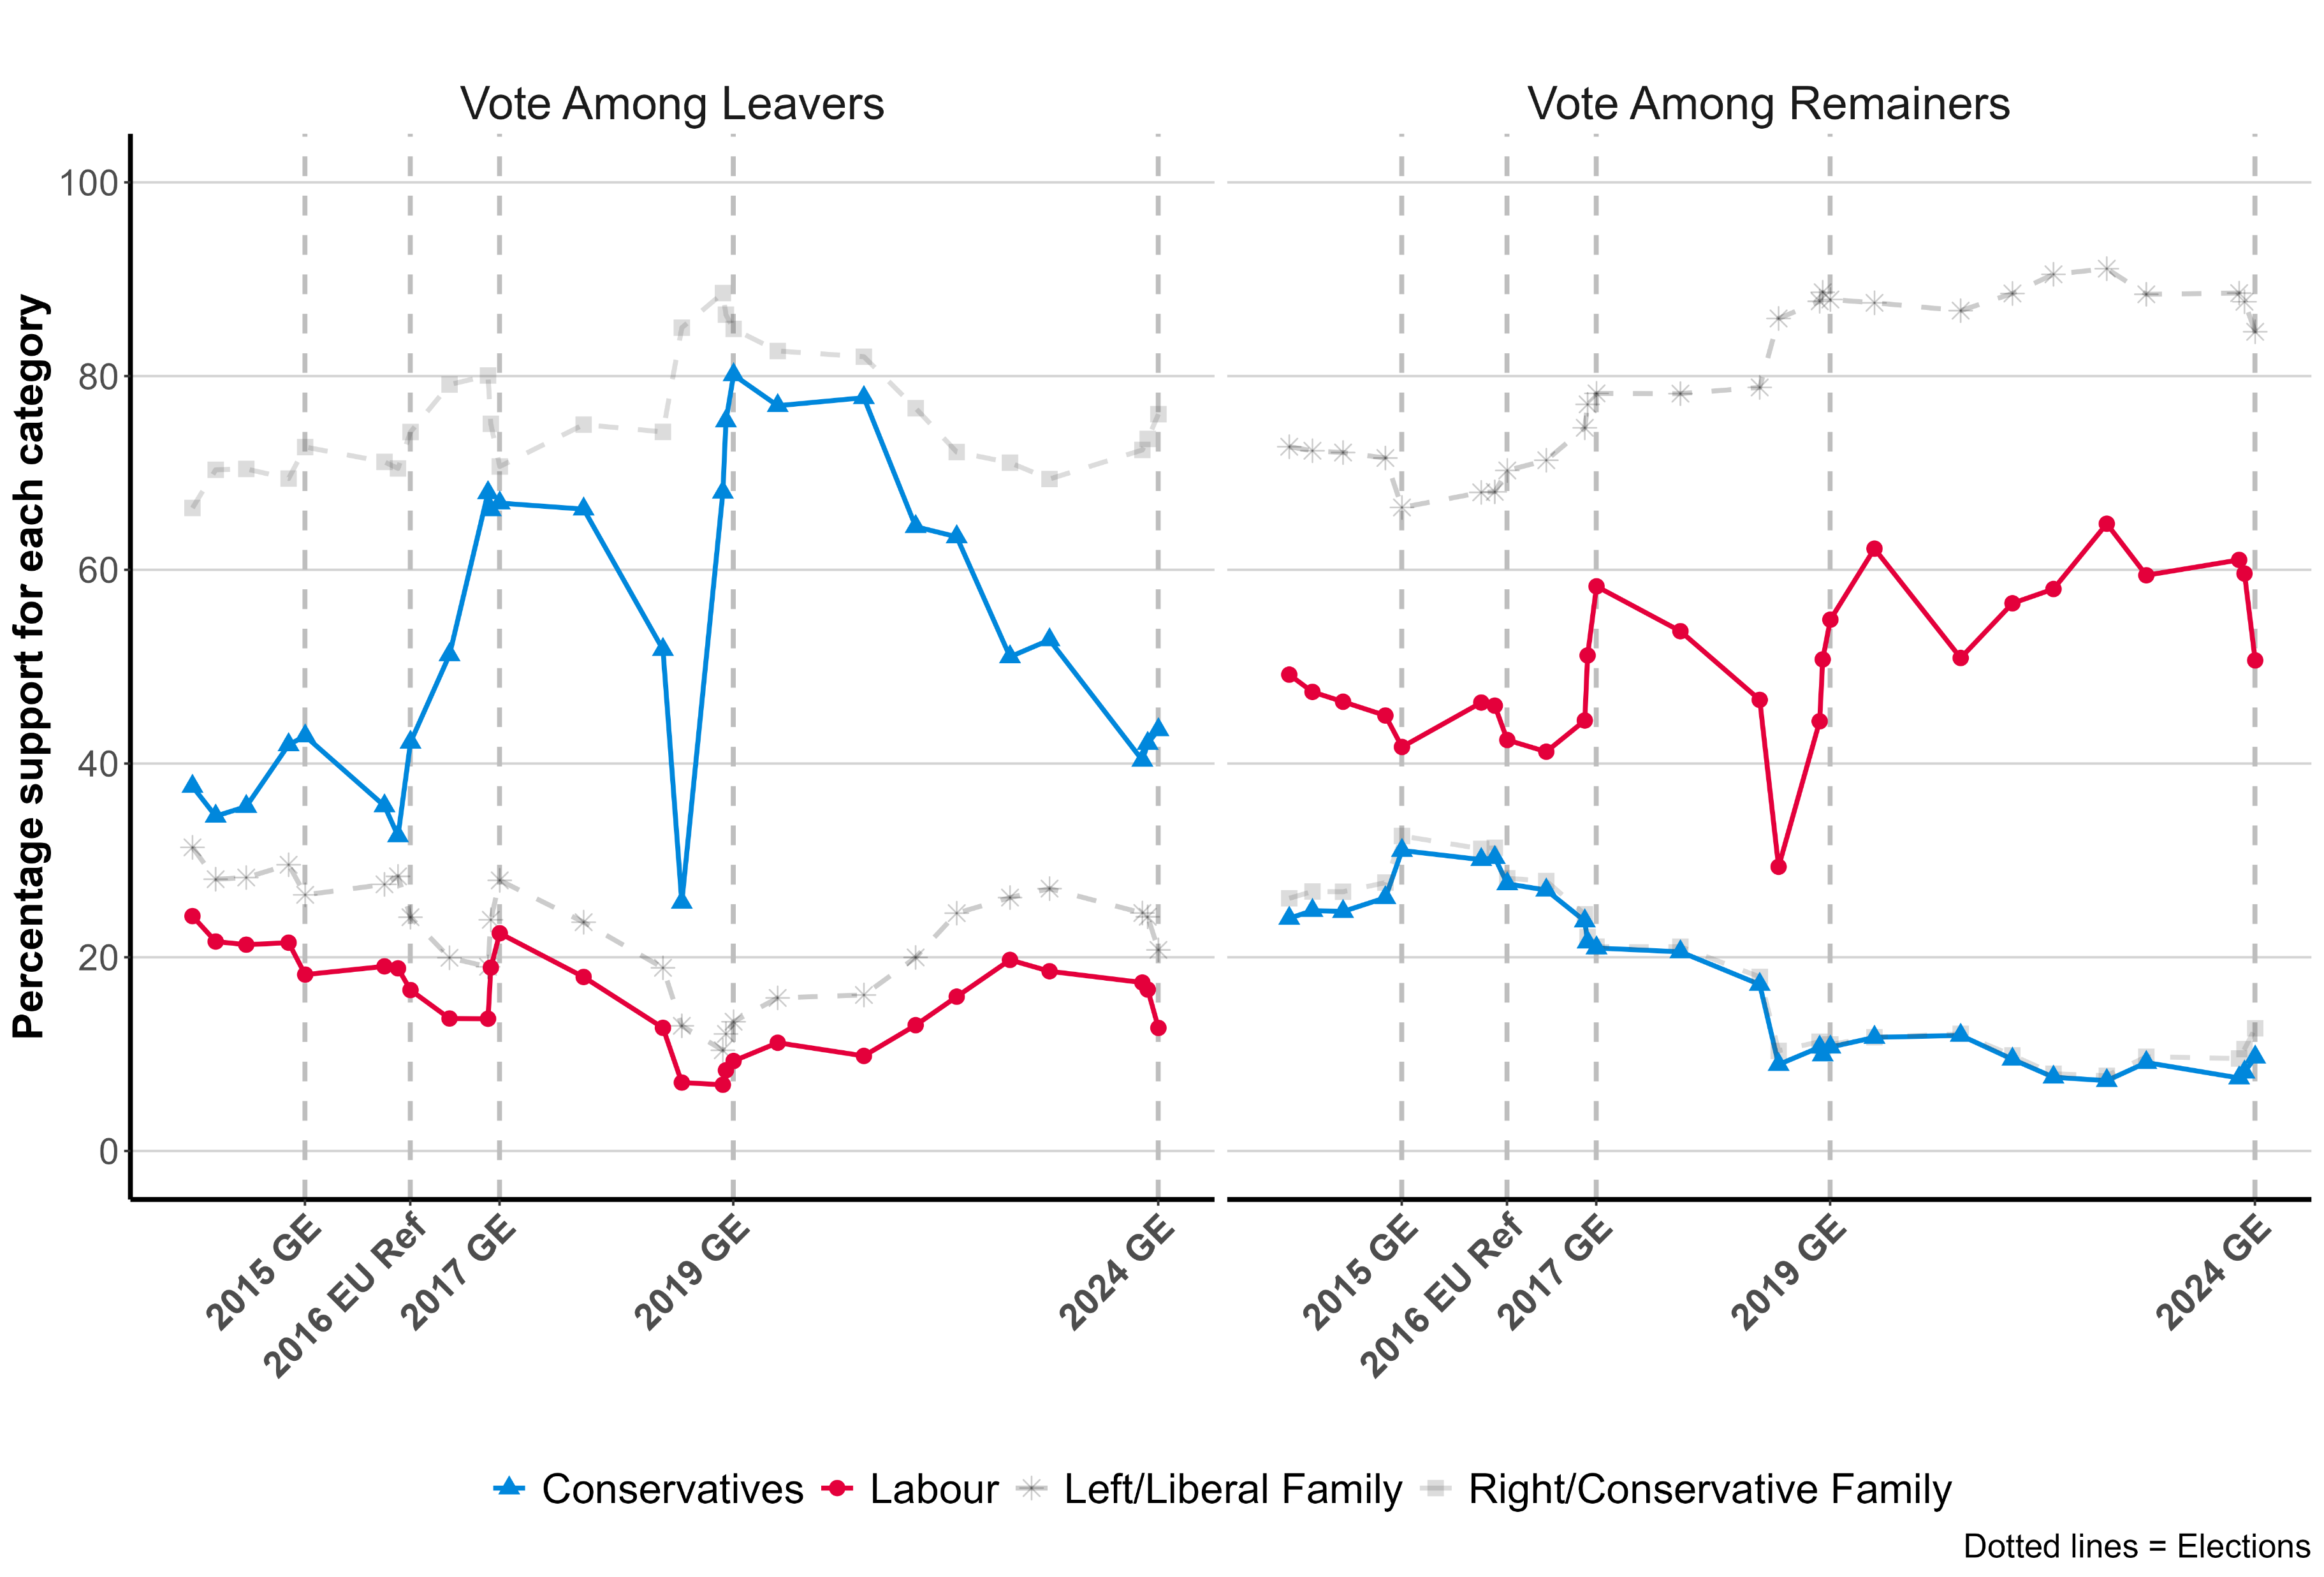 Vote Among Leavers
Vote Among Remainers
Percentage support for each category
100
80
60
40
20
0
2015 GE
2016 EU Ref
2017 GE
2019 GE
2024 GE
2015 GE
2016 EU Ref
2017 GE
2019 GE
2024 GE
Conservatives Labour Left/Liberal Family Right/Conservative Family
Dotted lines = Elections